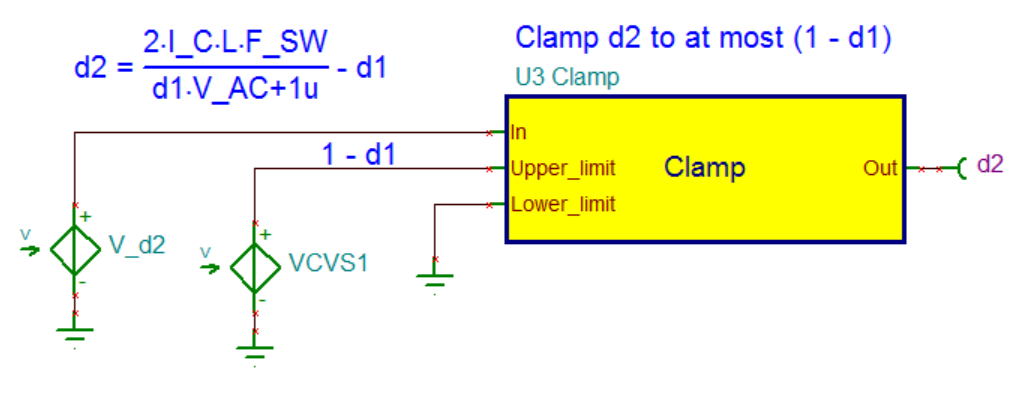 d2 = 2·I_C·L·F_SW / d1·V_AC+1u - d1
Clamp d2 to at most (1 - d1)
U3 Clamp
In
1 - d1
Upper_limit
Clamp
Out
d2
Lower_limit
+
v
V_d2
-
+
v
VCVS1
-